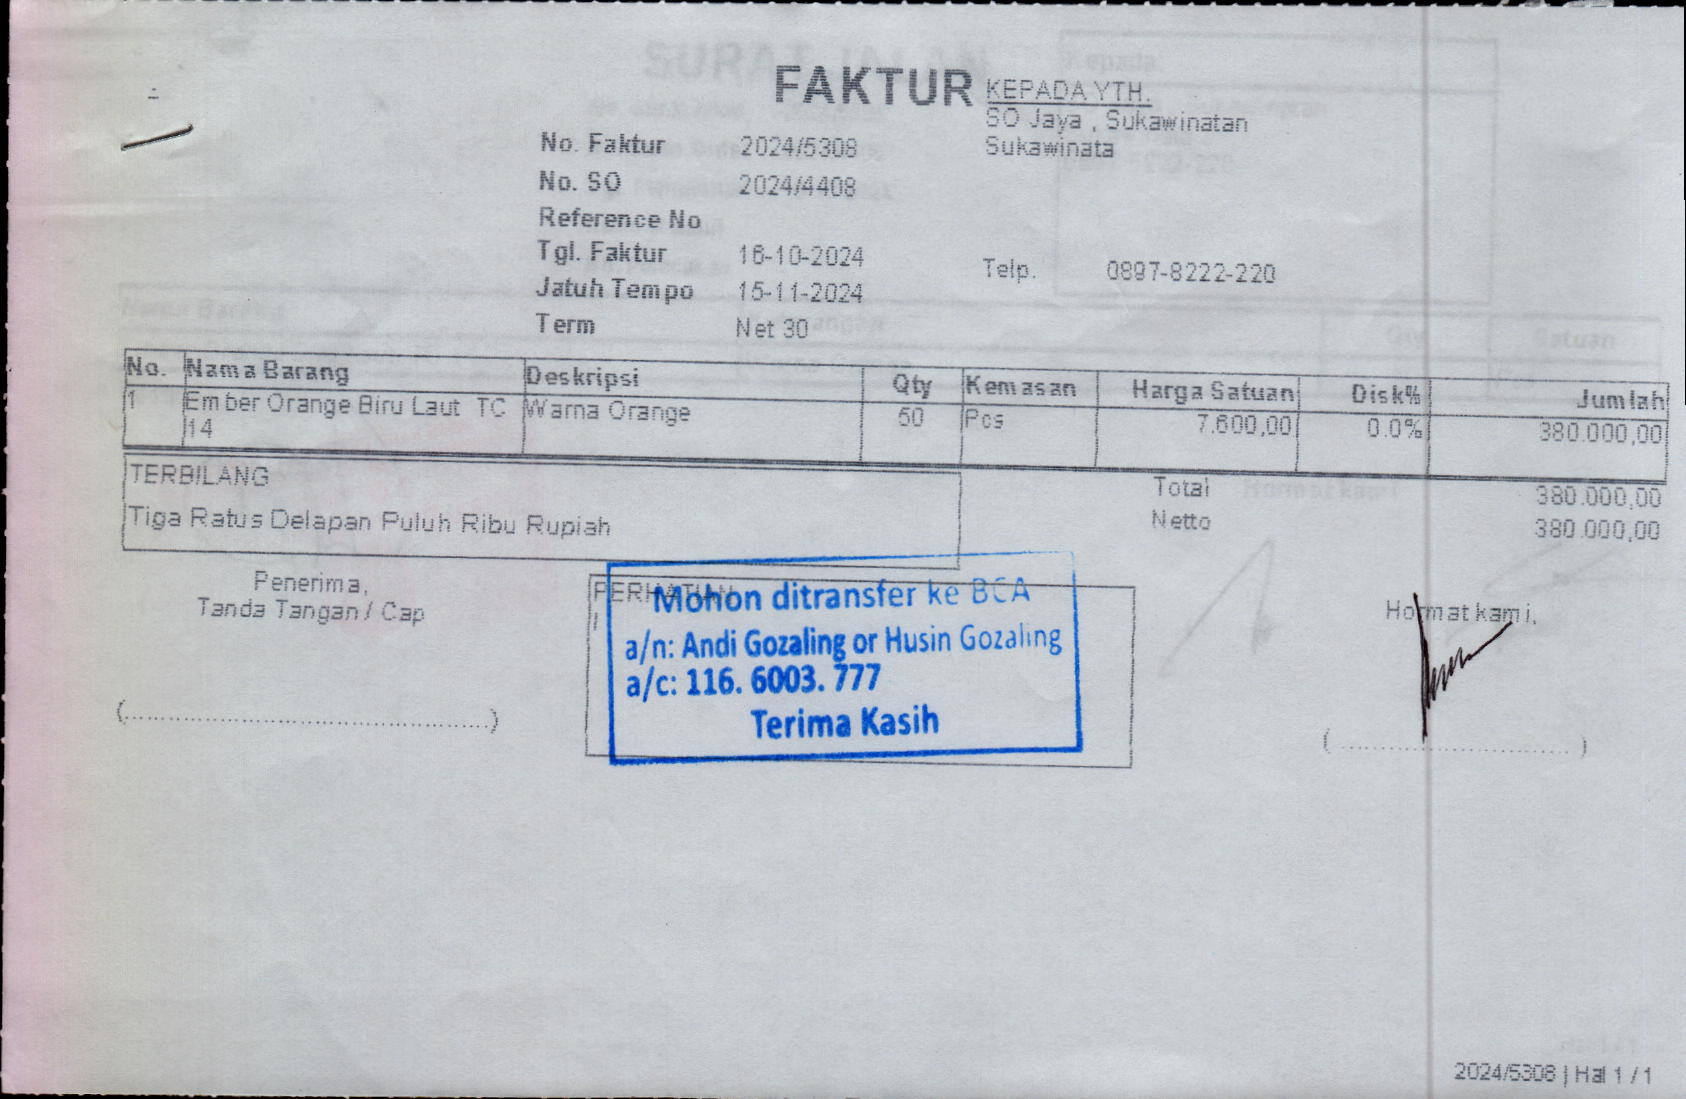 FAKTUR
KEPADA YTH.
SO Jaya , Sukawinatan
Sukawinata
Telp. 0897-8222-220
No. Faktur 2024/5308
No. SO 2024/4408
Reference No
Tgl. Faktur 16-10-2024
Jatuh Tempo 15-11-2024
Term Net 30
No. Nama Barang Deskripsi Qty Kemasan Harga Satuan Disk% Jumlah
1 Ember Orange Biru Laut TC 14 Warna Orange 50 Pcs 7.600,00 0.0% 380.000,00
TERBILANG
Tiga Ratus Delapan Puluh Ribu Rupiah
Total 380.000,00
Netto 380.000,00
Penerima,
Tanda Tangan / Cap
(.................................................)
PERHATIAN
Mohon ditransfer ke BCA
a/n: Andi Gozaling or Husin Gozaling
a/c: 116. 6003. 777
Terima Kasih
Hormat kami,
(..............................)
2024/5308 | Hal 1 / 1